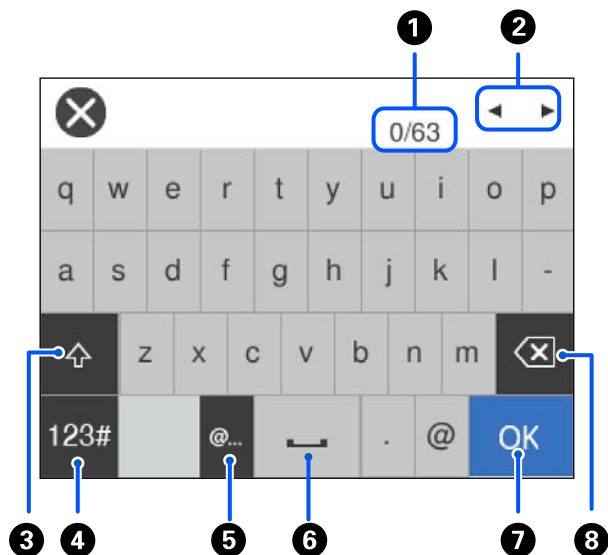 1 2
0/63
q w e r t y u i o p
a s d f g h j k l -
z x c v b n m
123# @... . @ OK
3 4 5 6 7 8